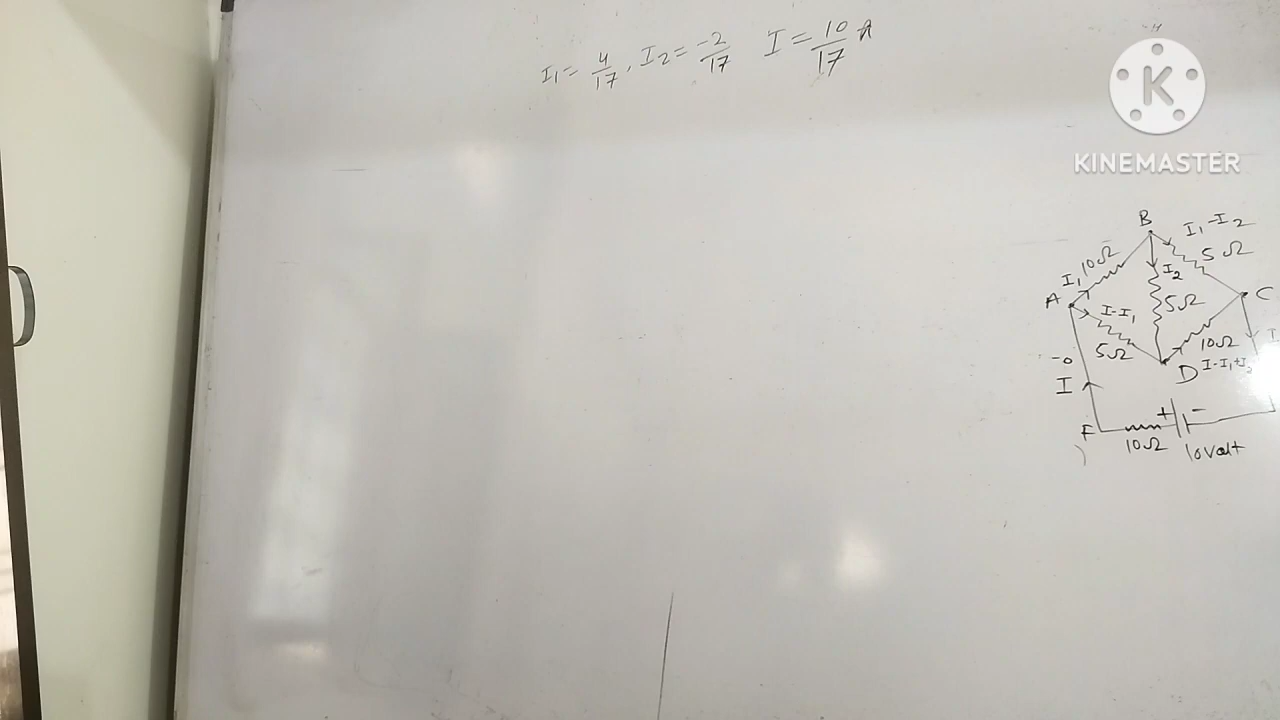 I₁ = 4/17, I₂ = -2/17 I = 10/17 A
K
KINEMASTER
B
I₁-I₂
I₁ 10Ω
5Ω
I₂
A
I-I₁
5Ω
C
5Ω
10Ω
I
D
I-I₁+I₂
I
F
+ -
10Ω
10Volt